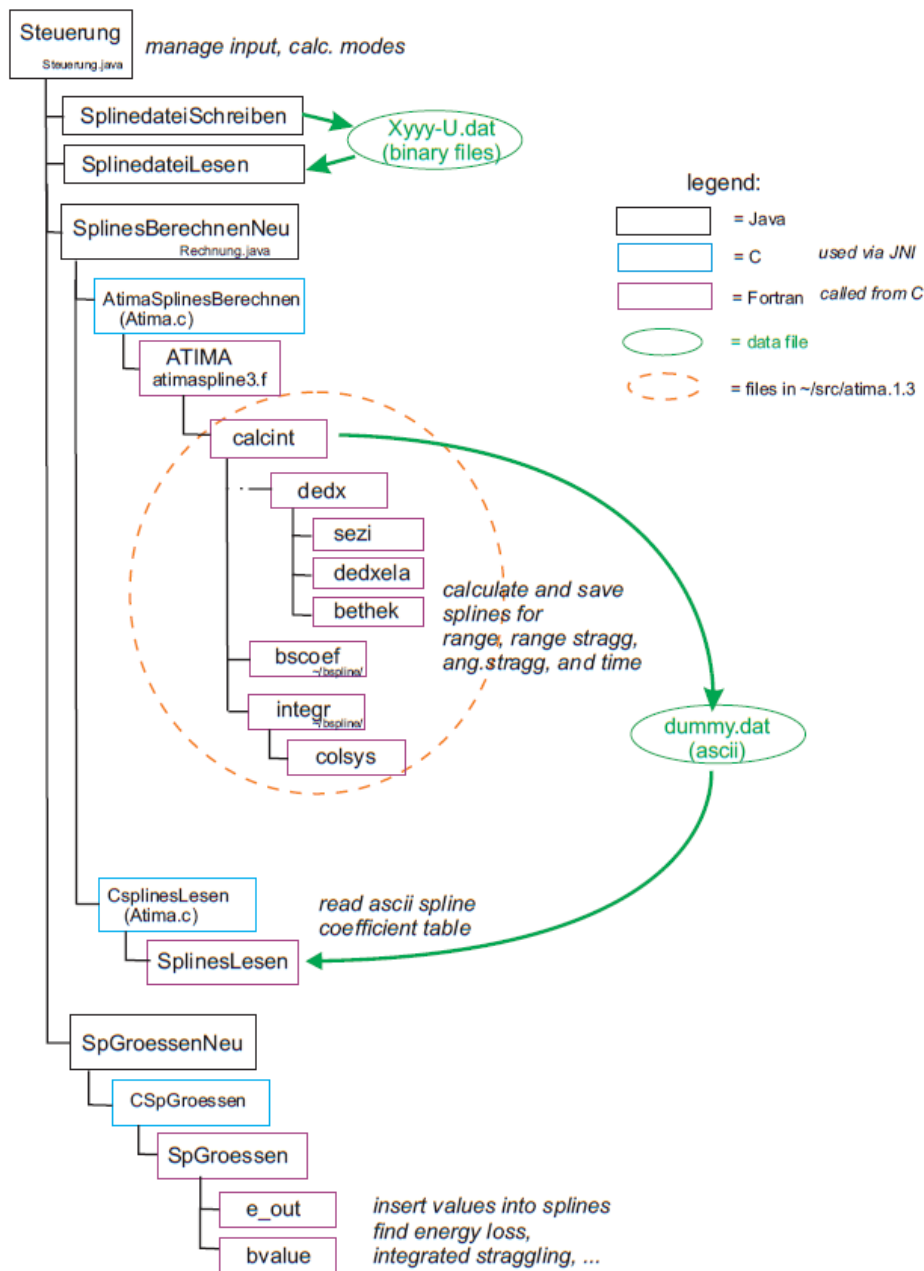 Steuerung
Steuerung.java
manage input, calc. modes
SplinedateiSchreiben
SplinedateiLesen
Xyyy-U.dat
(binary files)
legend:
= Java
= C
used via JNI
= Fortran
called from C
= data file
= files in ~/src/atima.1.3
SplinesBerechnenNeu
Rechnung.java
AtimaSplinesBerechnen
(Atima.c)
ATIMA
atimaspline3.f
calcint
dedx
sezi
dedxela
bethek
bscoef
~/bspline/
integr
~/bspline/
colsys
calculate and save
splines for
range, range stragg,
ang.stragg, and time
dummy.dat
(ascii)
CsplinesLesen
(Atima.c)
SplinesLesen
read ascii spline
coefficient table
SpGroessenNeu
CSpGroessen
SpGroessen
e_out
bvalue
insert values into splines
find energy loss,
integrated straggling, ...